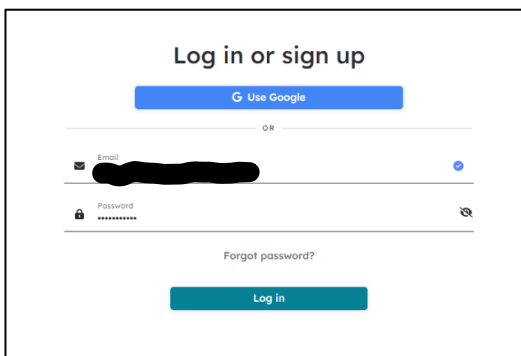 Log in or sign up
G Use Google
OR
Email
Password
Forgot password?
Log in